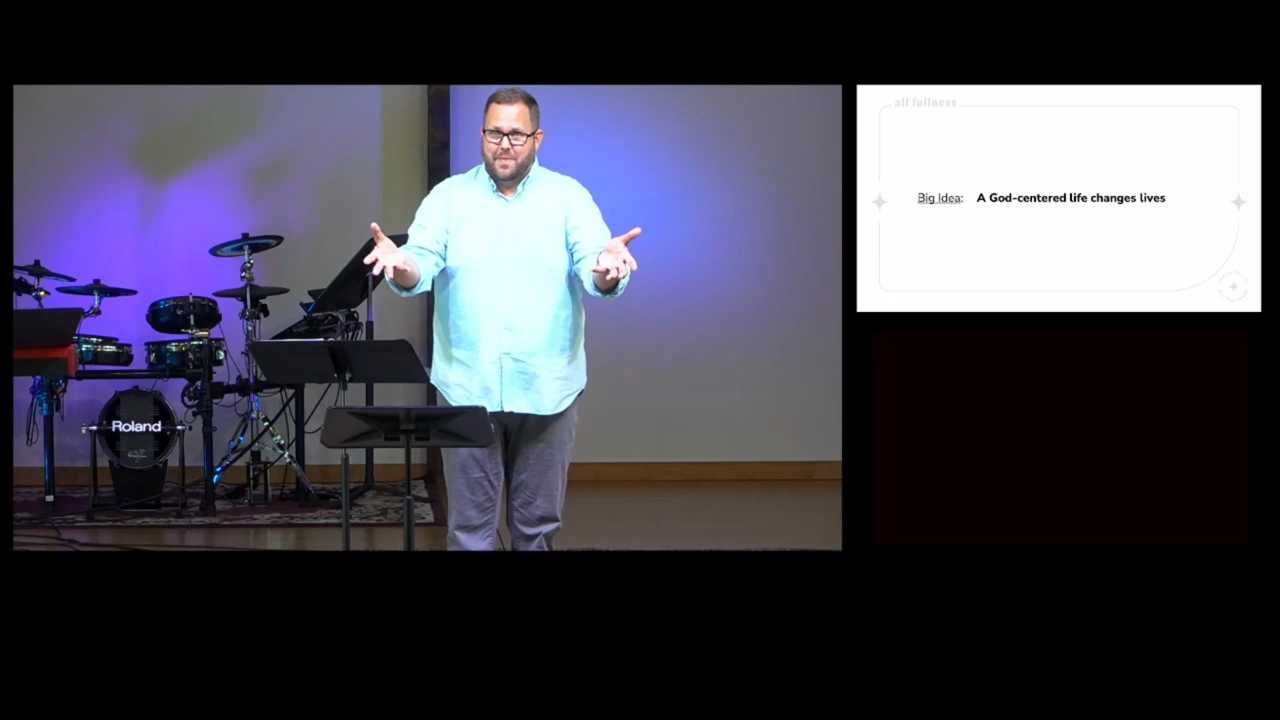 all fullness
Big Idea: A God-centered life changes lives
Roland